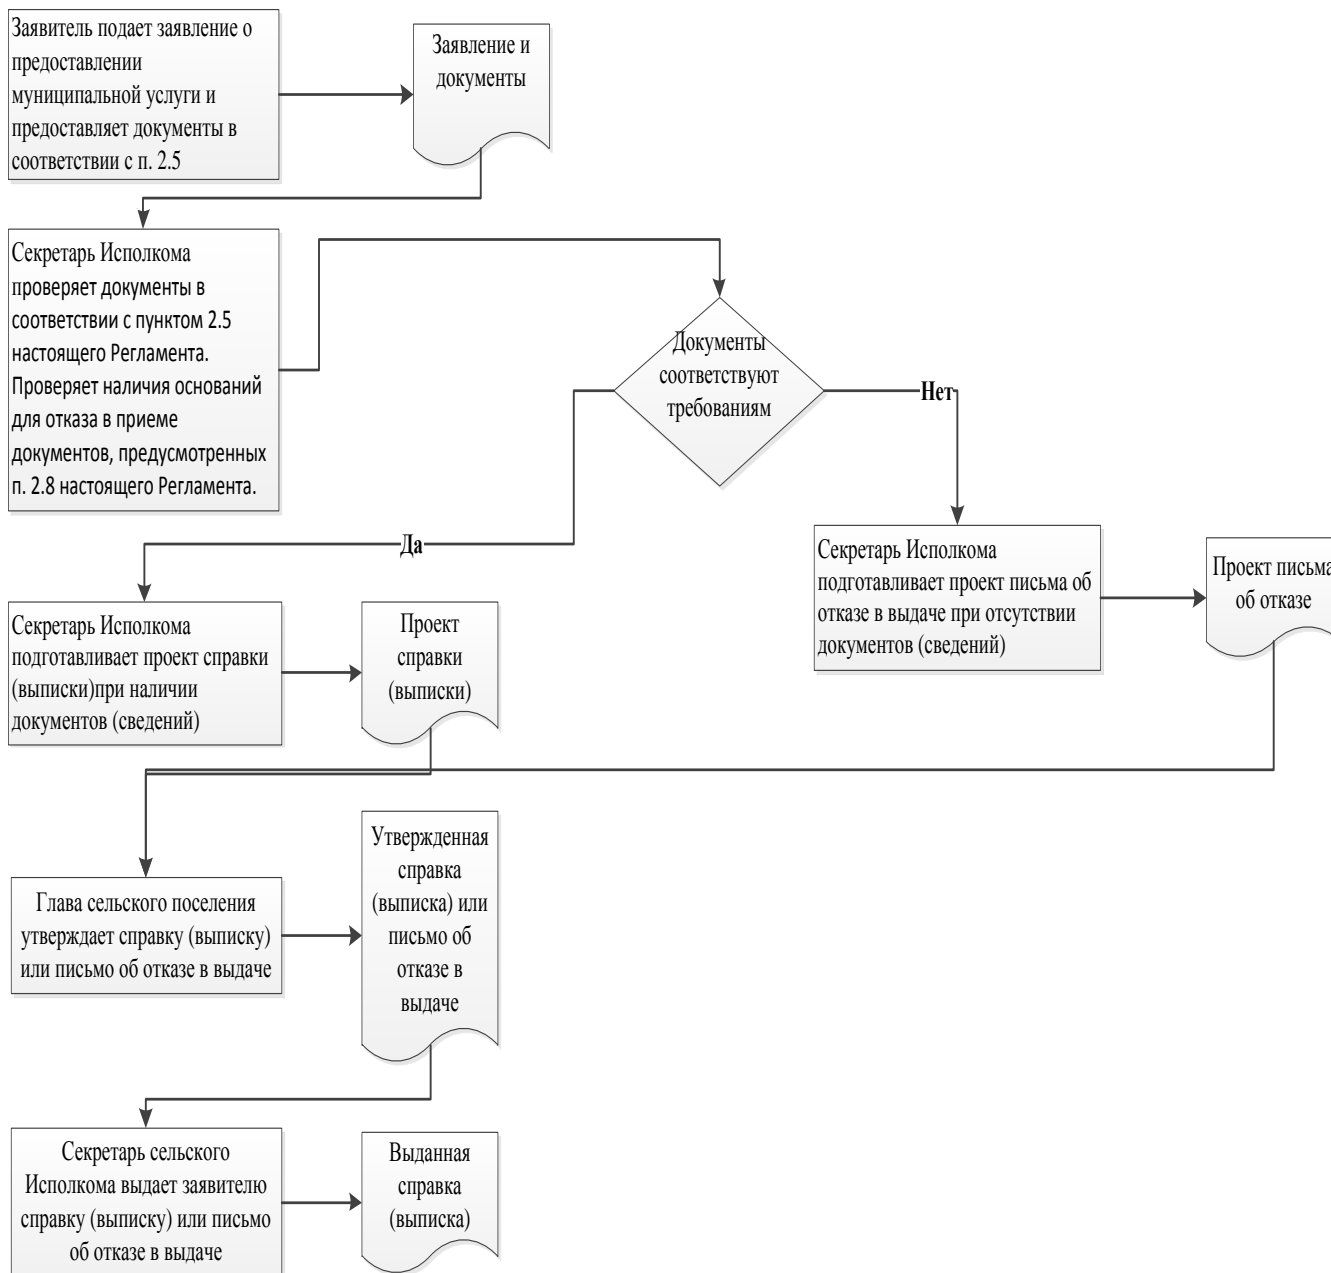 Заявитель подает заявление о
предоставлении
муниципальной услуги и
предоставляет документы в
соответствии с п. 2.5
Заявление и
документы
Секретарь Исполкома
проверяет документы в
соответствии с пунктом 2.5
настоящего Регламента.
Проверяет наличия оснований
для отказа в приеме
документов, предусмотренных
п. 2.8 настоящего Регламента.
Документы
соответствуют
требованиям
Нет
Да
Секретарь Исполкома
подготавливает проект письма об
отказе в выдаче при отсутствии
документов (сведений)
Проект письма
об отказе
Секретарь Исполкома
подготавливает проект справки
(выписки)при наличии
документов (сведений)
Проект
справки
(выписки)
Глава сельского поселения
утверждает справку (выписку)
или письмо об отказе в выдаче
Утвержденная
справка
(выписка) или
письмо об
отказе в
выдаче
Секретарь сельского
Исполкома выдает заявителю
справку (выписку) или письмо
об отказе в выдаче
Выданная
справка
(выписка)